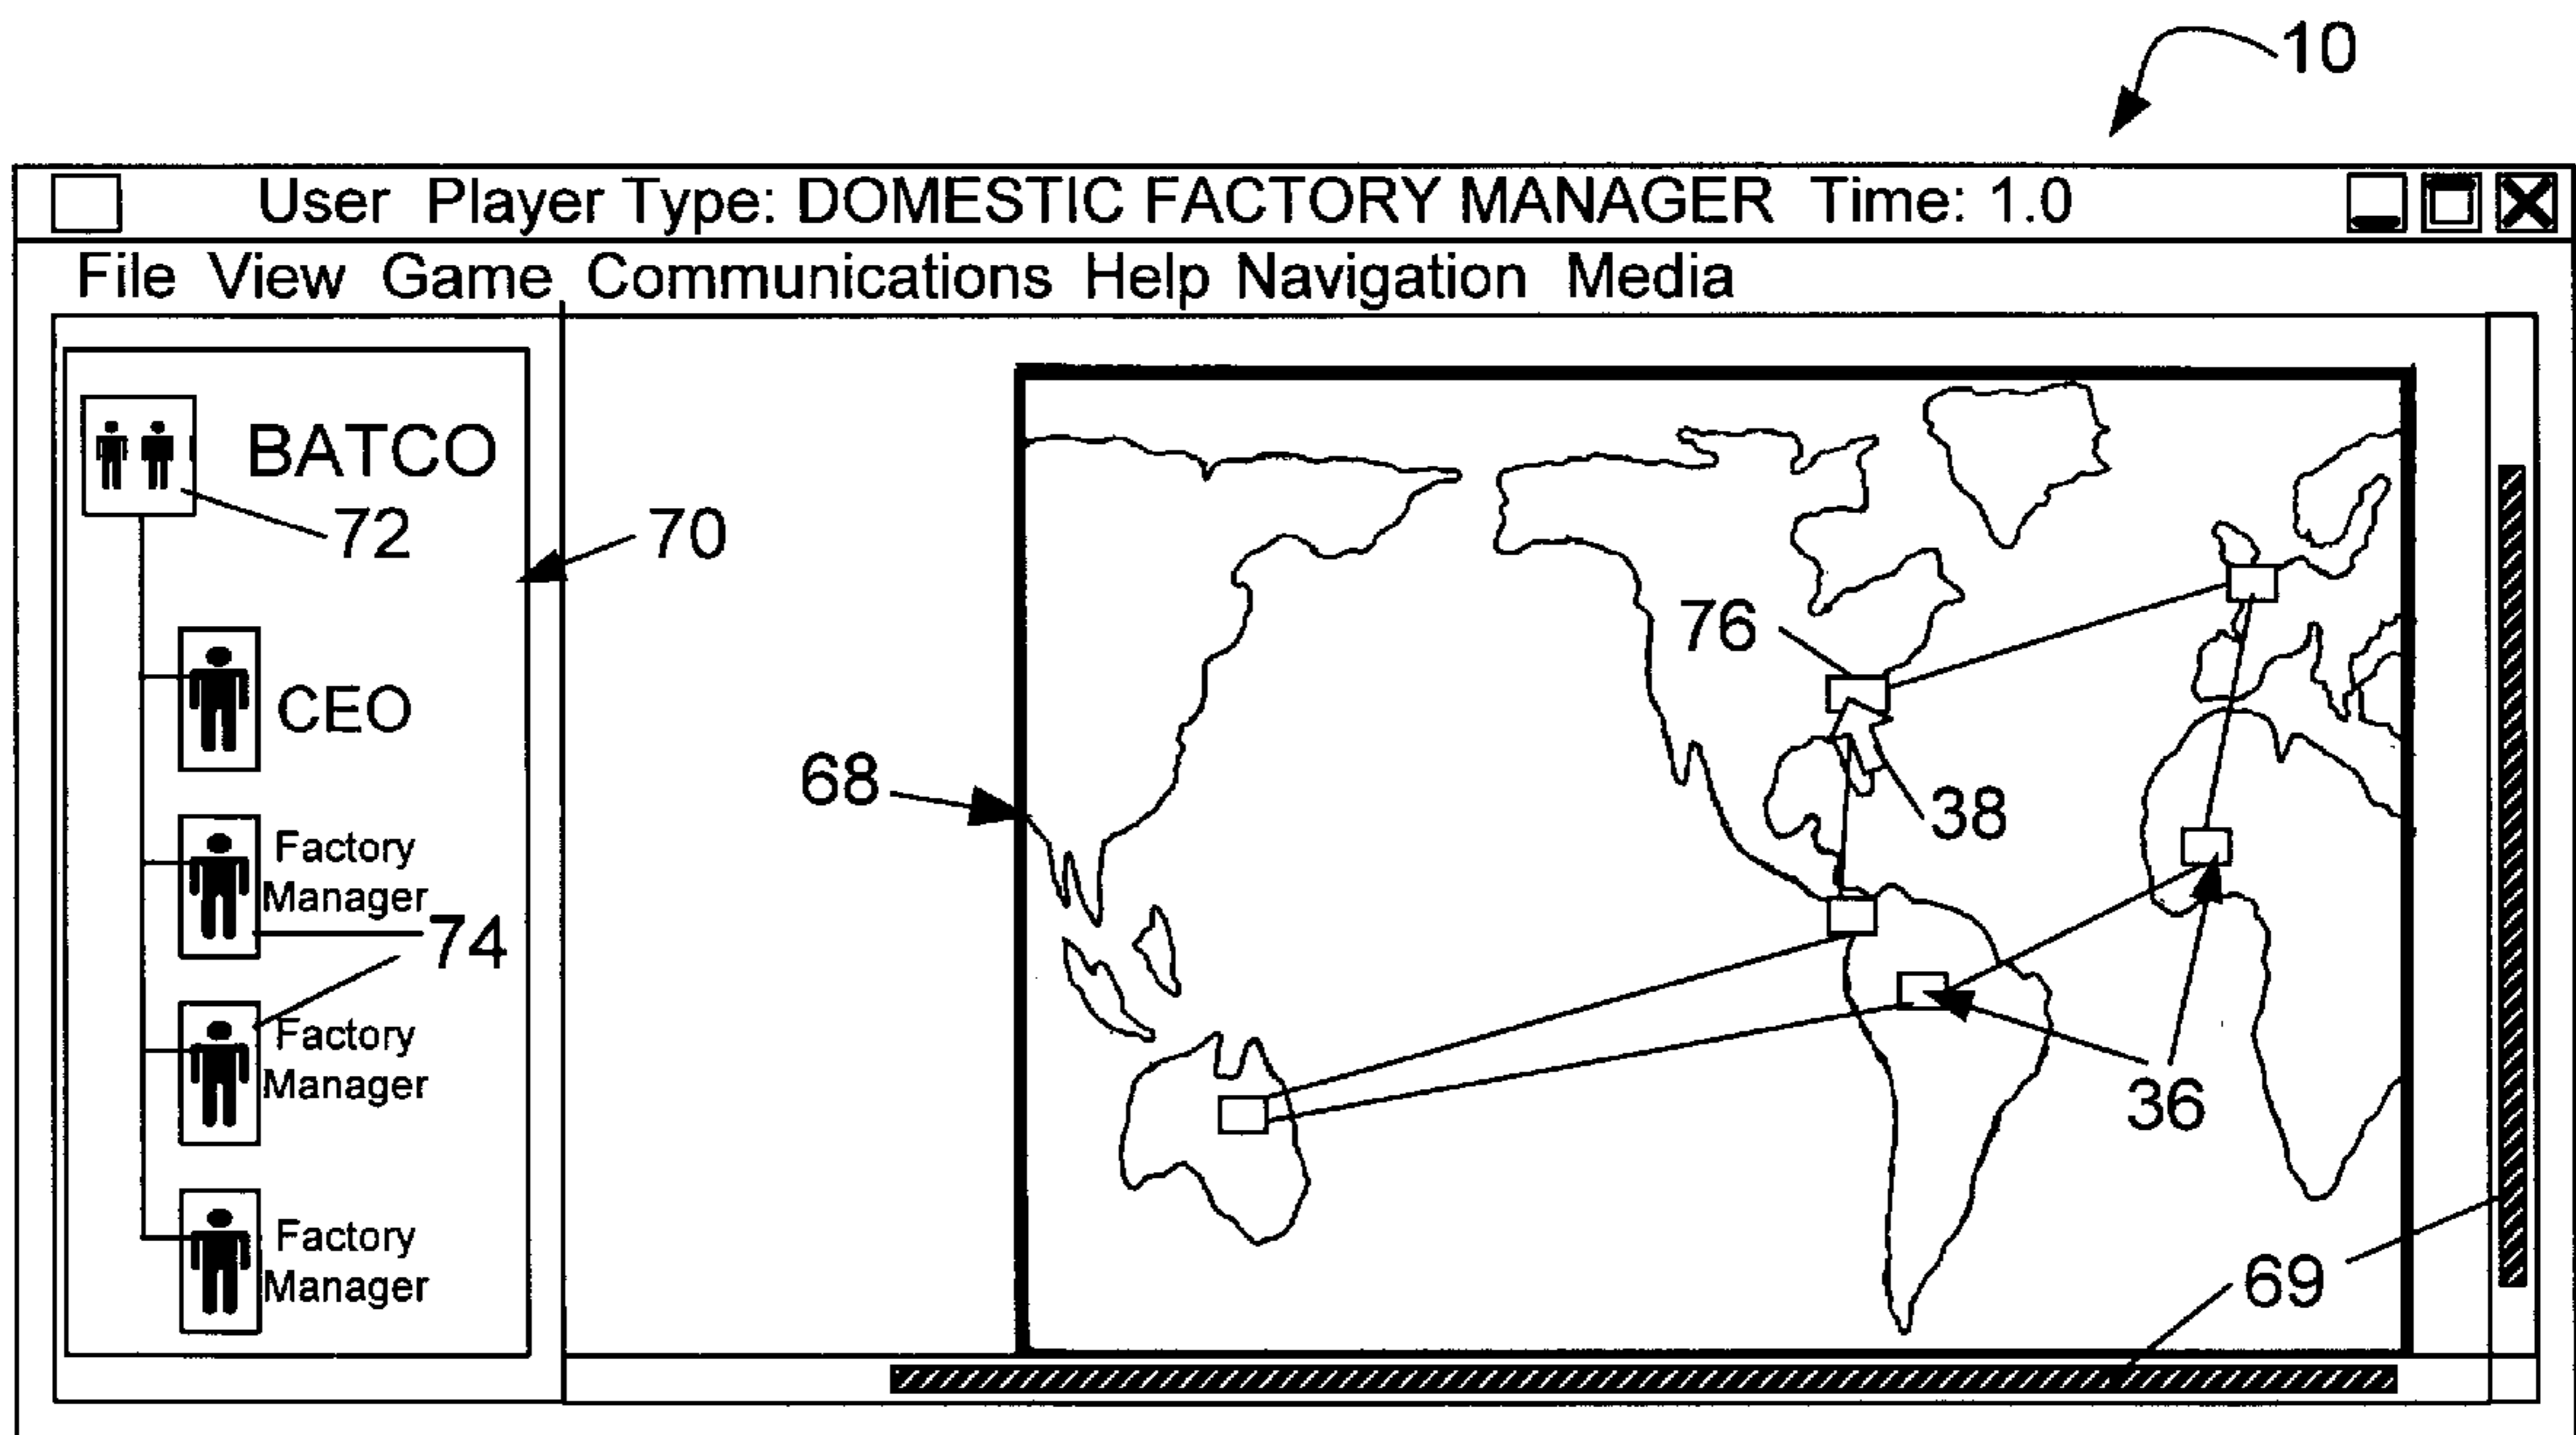 10
User Player Type: DOMESTIC FACTORY MANAGER Time: 1.0
File View Game Communications Help Navigation Media
BATCO
72
70
CEO
Factory
Manager
74
Factory
Manager
Factory
Manager
76
68
38
36
69